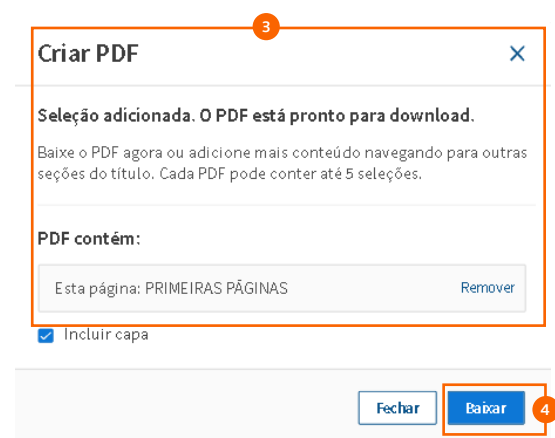 3
Criar PDF
Seleção adicionada. O PDF está pronto para download.
Baixe o PDF agora ou adicione mais conteúdo navegando para outras
seções do título. Cada PDF pode conter até 5 seleções.
PDF contém:
Esta página: PRIMEIRAS PÁGINAS Remover
Incluir capa
Fechar Baixar 4